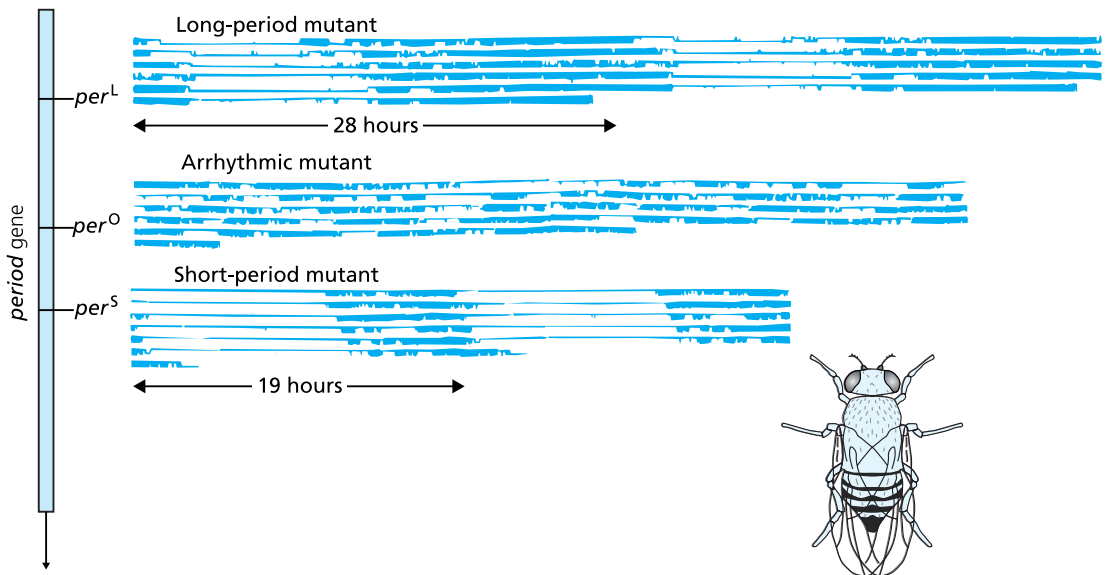 Long-period mutant
per^L
28 hours
Arrhythmic mutant
per^O
period gene
Short-period mutant
per^S
19 hours